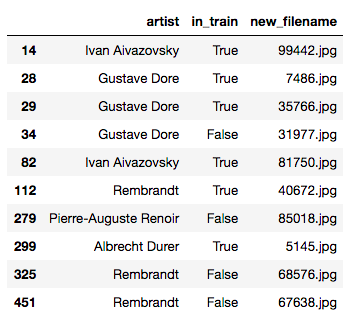 artist in_train new_filename
14 Ivan Aivazovsky True 99442.jpg
28 Gustave Dore True 7486.jpg
29 Gustave Dore True 35766.jpg
34 Gustave Dore False 31977.jpg
82 Ivan Aivazovsky True 81750.jpg
112 Rembrandt True 40672.jpg
279 Pierre-Auguste Renoir False 85018.jpg
299 Albrecht Durer True 5145.jpg
325 Rembrandt False 68576.jpg
451 Rembrandt False 67638.jpg